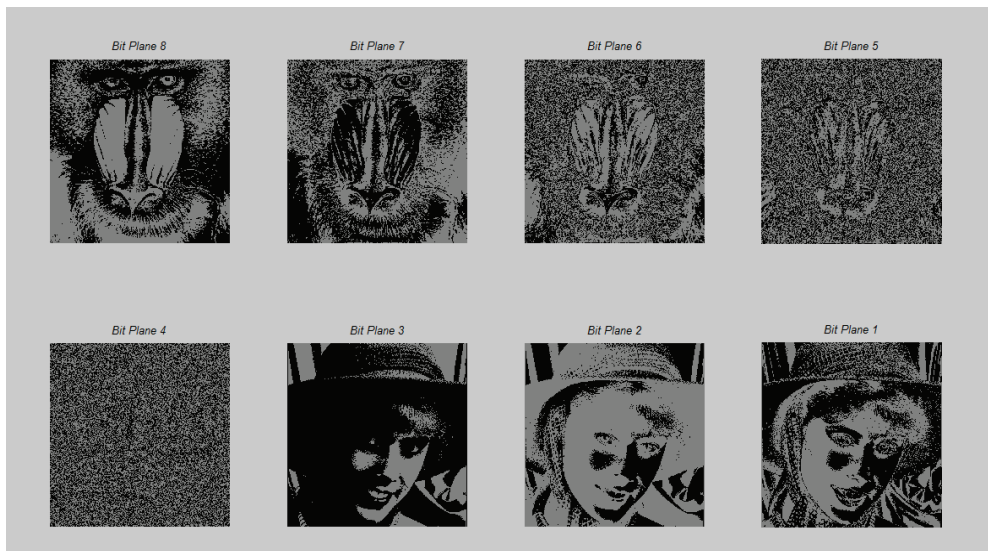 Bit Plane 8
Bit Plane 7
Bit Plane 6
Bit Plane 5
Bit Plane 4
Bit Plane 3
Bit Plane 2
Bit Plane 1